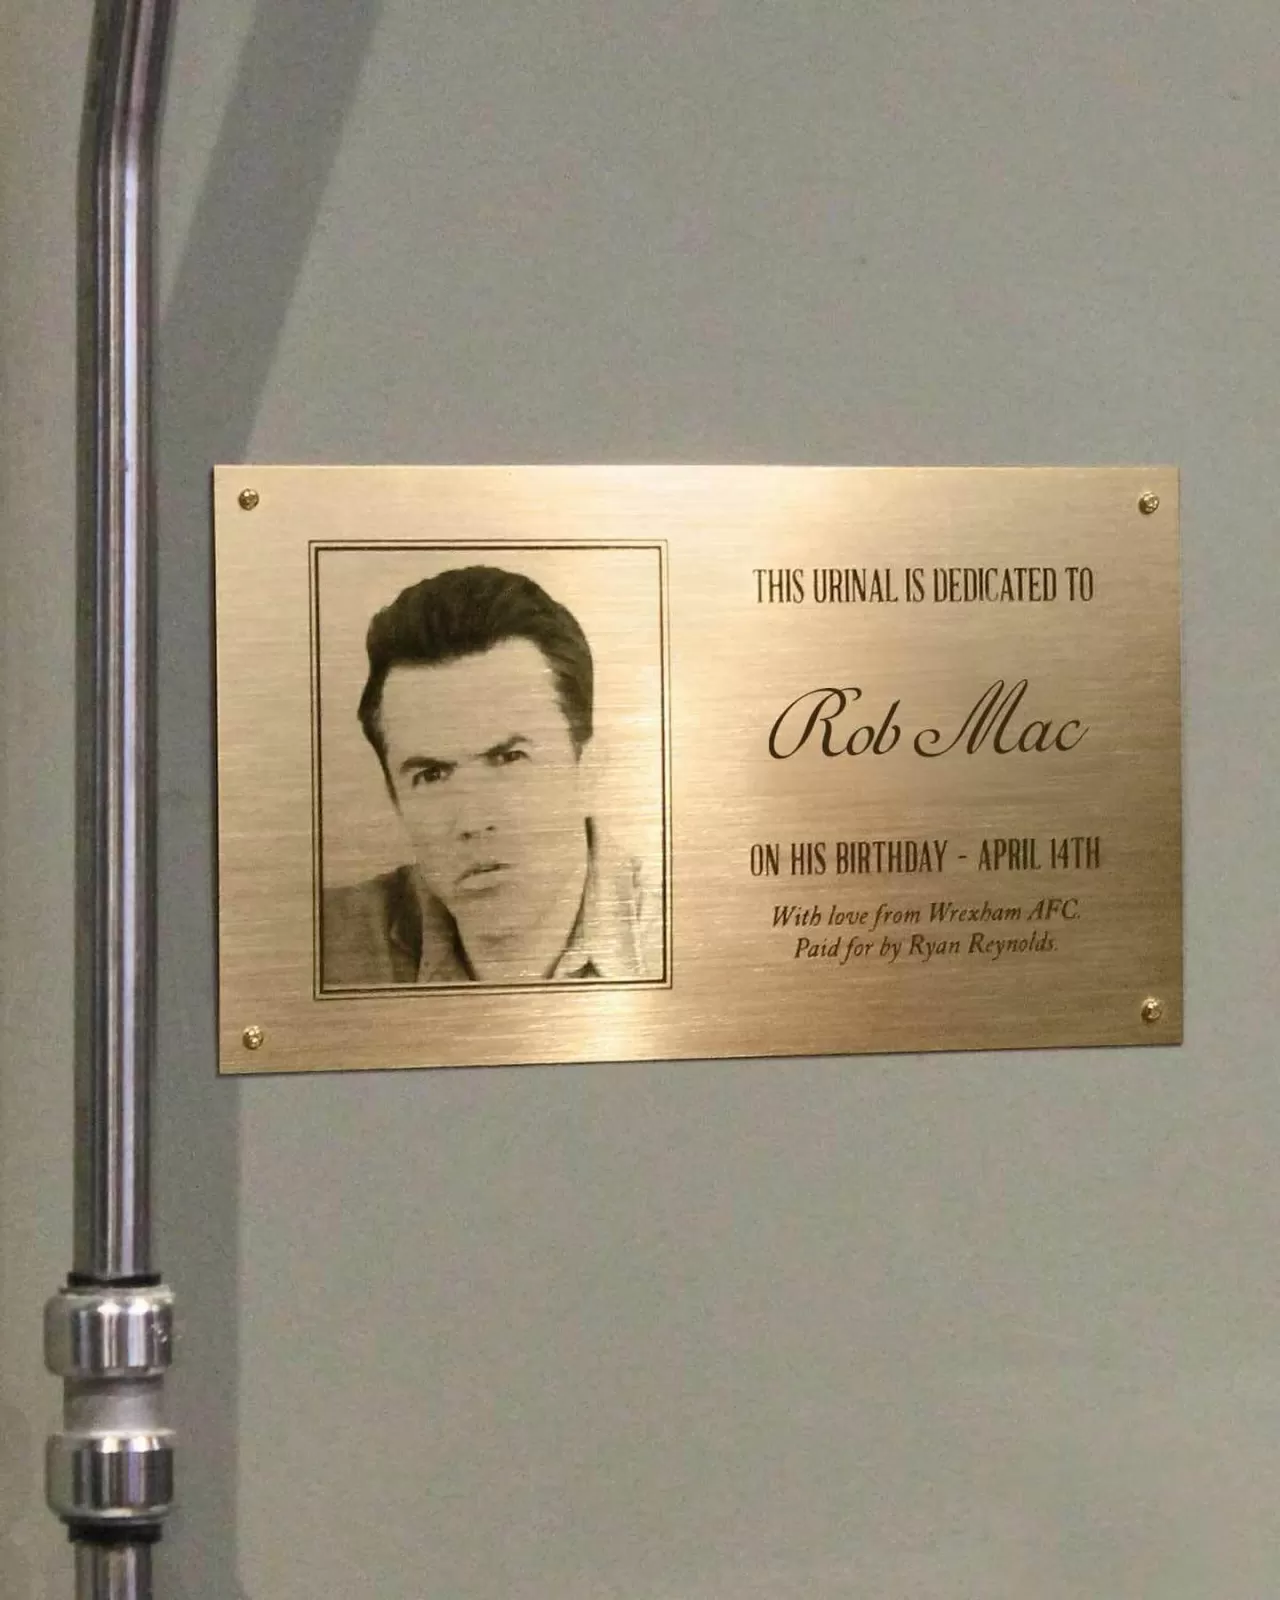 THIS URINAL IS DEDICATED TO
Rob Mac
ON HIS BIRTHDAY - APRIL 14TH
With love from Wrexham AFC.
Paid for by Ryan Reynolds.